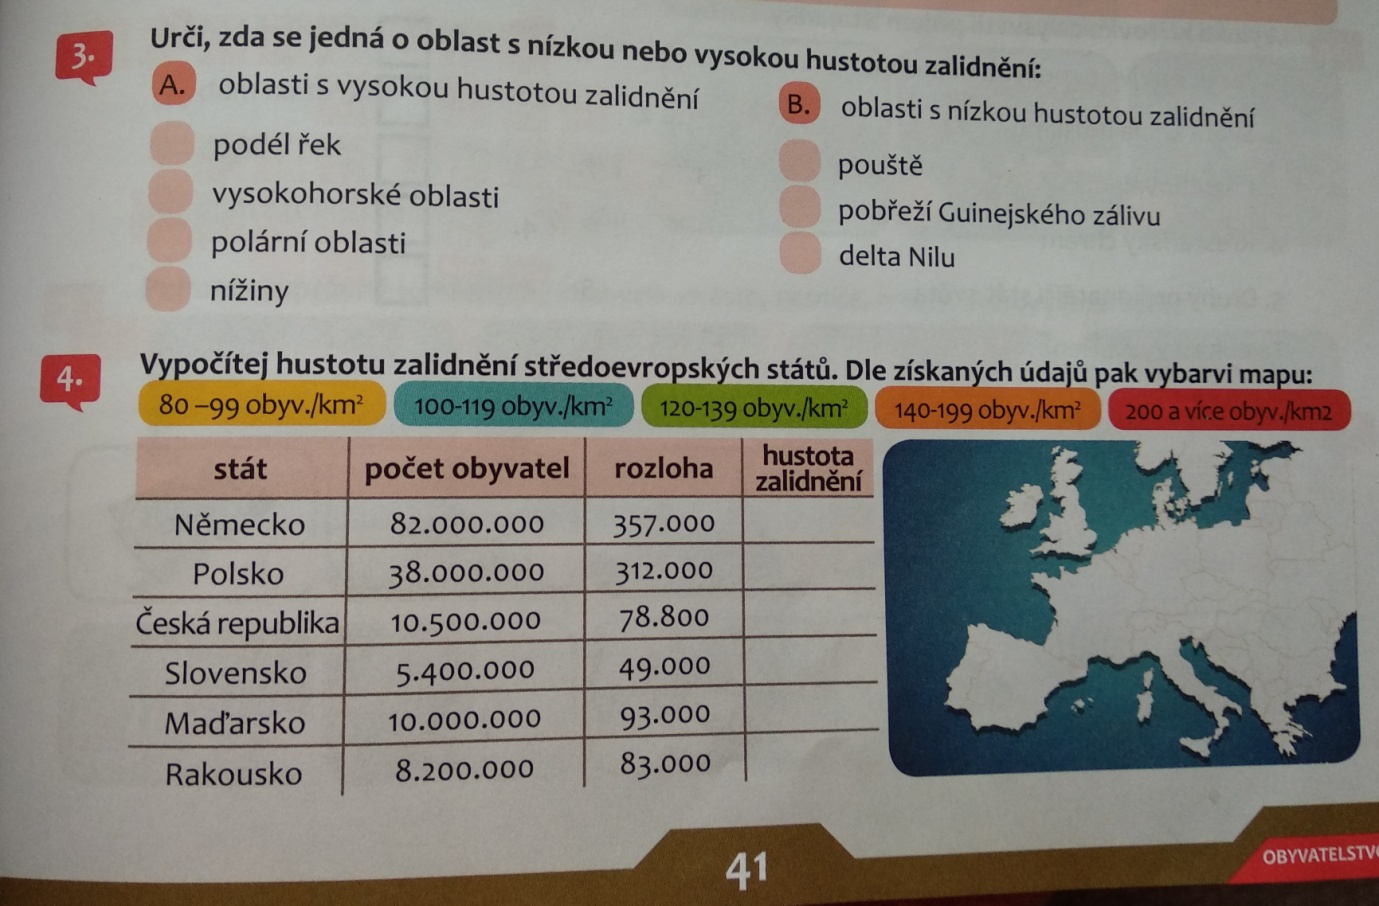 3. Urči, zda se jedná o oblast s nízkou nebo vysokou hustotou zalidnění:
A. oblasti s vysokou hustotou zalidnění
B. oblasti s nízkou hustotou zalidnění
podél řek
vysokohorské oblasti
polární oblasti
nížiny
pouště
pobřeží Guinejského zálivu
delta Nilu
4. Vypočítej hustotu zalidnění středoevropských států. Dle získaných údajů pak vybarvi mapu:
80 –99 obyv./km² 100-119 obyv./km² 120-139 obyv./km² 140-199 obyv./km² 200 a více obyv./km2
stát počet obyvatel rozloha hustota zalidnění
Německo 82.000.000 357.000
Polsko 38.000.000 312.000
Česká republika 10.500.000 78.800
Slovensko 5.400.000 49.000
Maďarsko 10.000.000 93.000
Rakousko 8.200.000 83.000
41